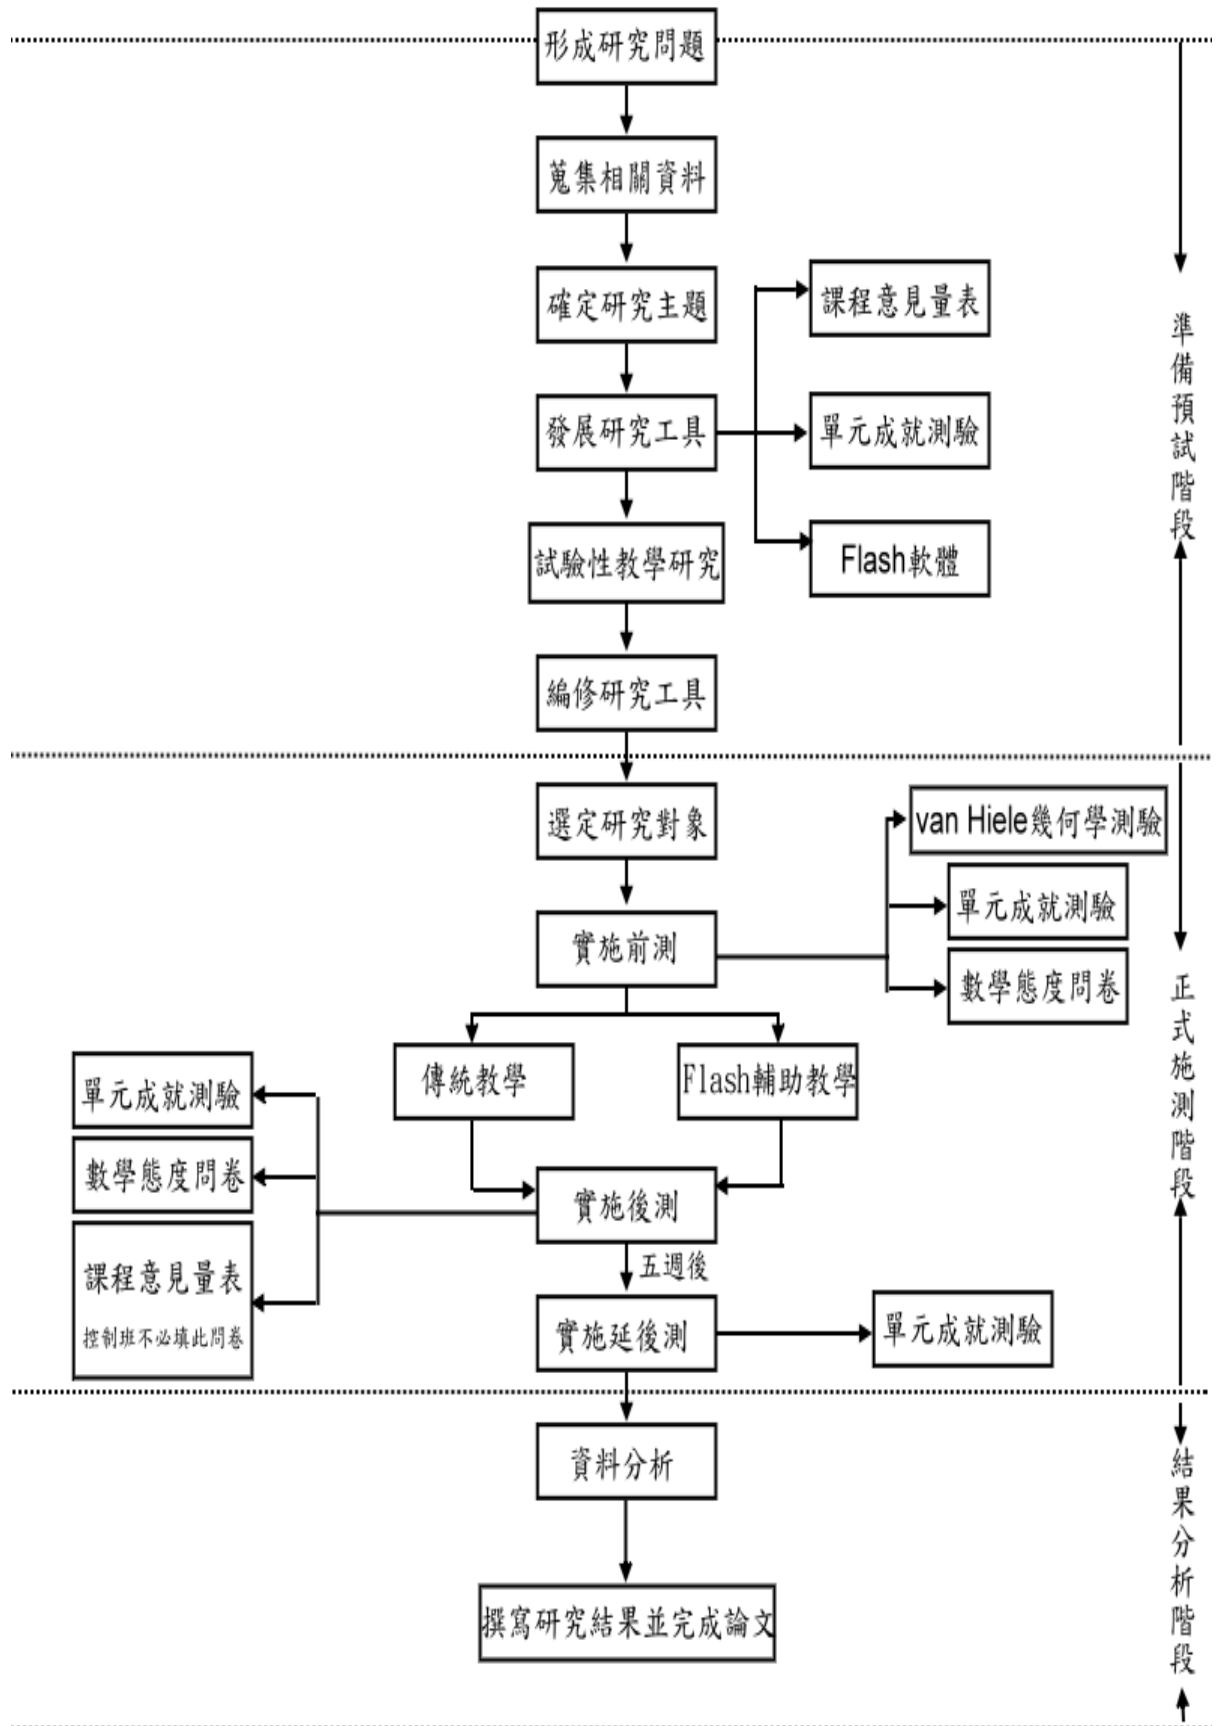 形成研究問題
蒐集相關資料
確定研究主題
課程意見量表
發展研究工具
單元成就測驗
試驗性教學研究
Flash軟體
編修研究工具
準備預試階段
選定研究對象
van Hiele幾何學測驗
單元成就測驗
實施前測
數學態度問卷
傳統教學
Flash輔助教學
單元成就測驗
數學態度問卷
實施後測
課程意見量表
控制班不必填此問卷
五週後
實施延後測
單元成就測驗
正式施測階段
資料分析
撰寫研究結果並完成論文
結果分析階段